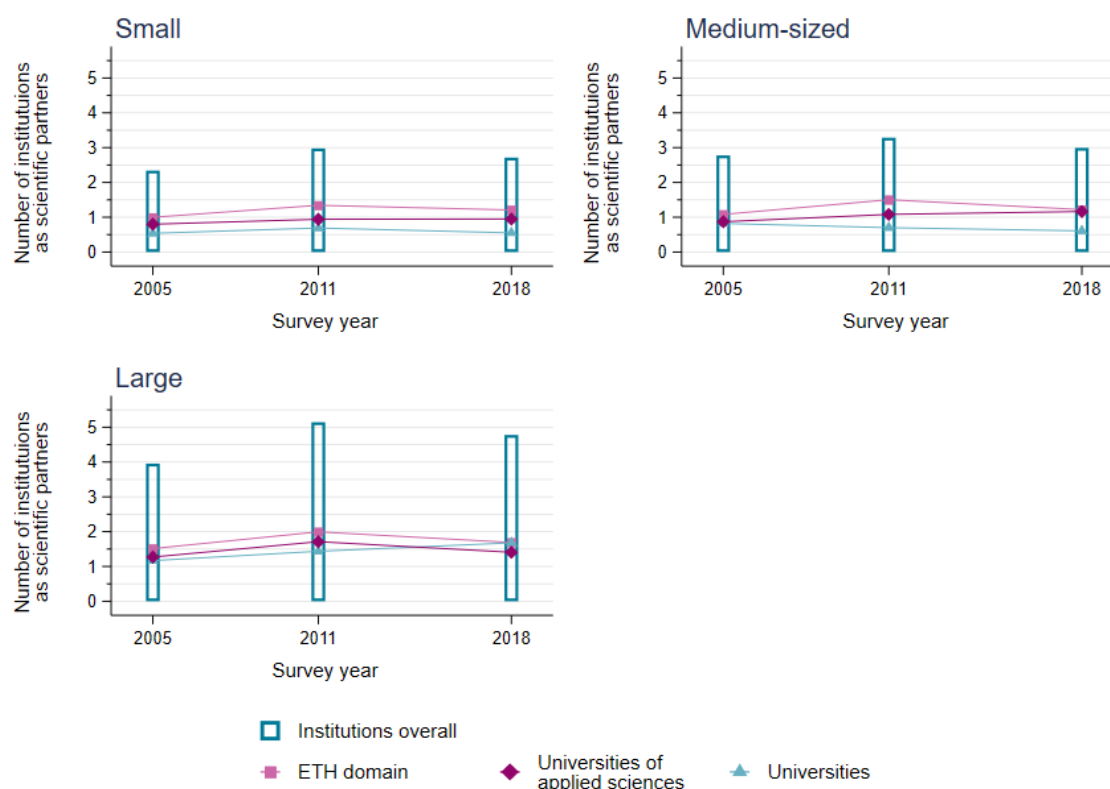 Small
Number of institutuions
as scientific partners
5
4
3
2
1
0
2005 2011 2018
Survey year
Medium-sized
Number of institutuions
as scientific partners
5
4
3
2
1
0
2005 2011 2018
Survey year
Large
Number of institutuions
as scientific partners
5
4
3
2
1
0
2005 2011 2018
Survey year
Institutions overall
ETH domain
Universities of
applied sciences
Universities